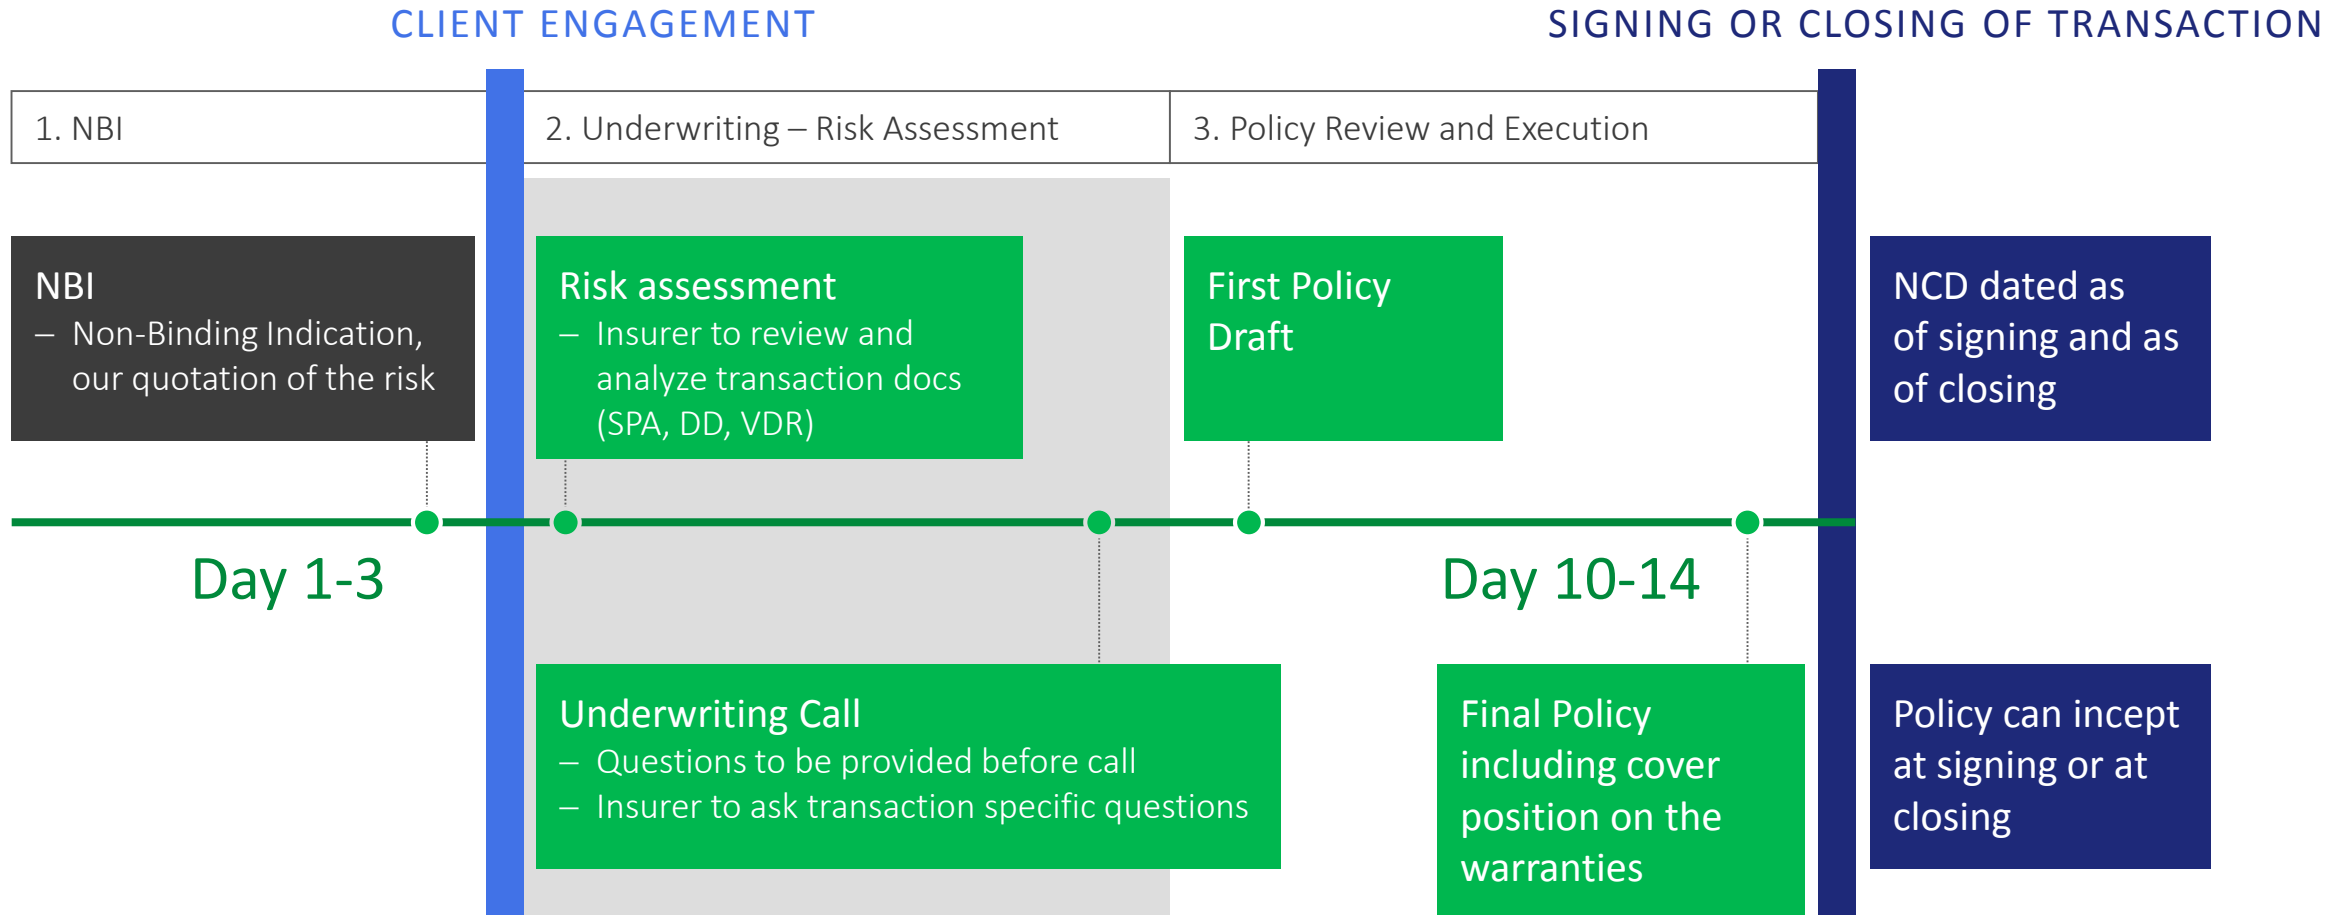 CLIENT ENGAGEMENT
SIGNING OR CLOSING OF TRANSACTION
1. NBI
2. Underwriting – Risk Assessment
3. Policy Review and Execution
NBI
– Non-Binding Indication,
our quotation of the risk
Risk assessment
– Insurer to review and
analyze transaction docs
(SPA, DD, VDR)
First Policy
Draft
NCD dated as
of signing and as
of closing
Day 1-3
Day 10-14
Underwriting Call
– Questions to be provided before call
– Insurer to ask transaction specific questions
Final Policy
including cover
position on the
warranties
Policy can incept
at signing or at
closing